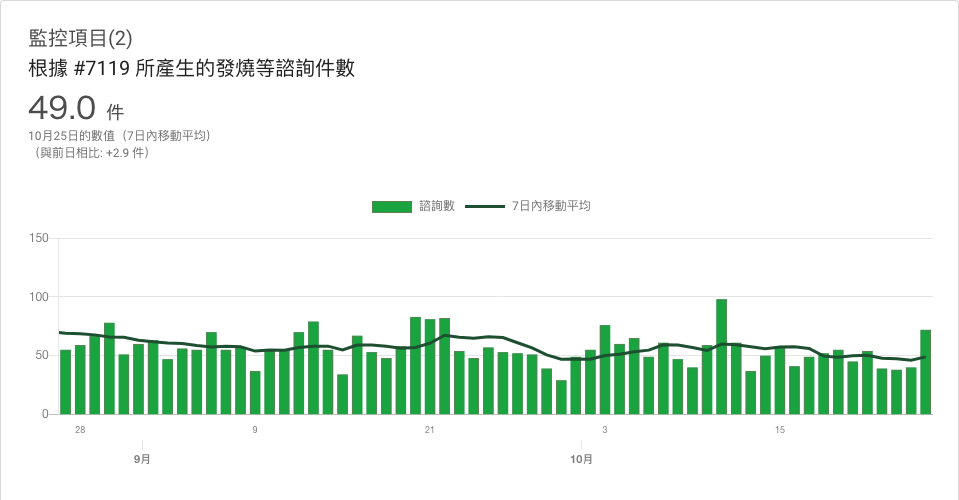 監控項目(2)
根據 #7119 所產生的發燒等諮詢件數
49.0 件
10月25日的數值（7日內移動平均）
（與前日相比: +2.9 件）
諮詢數 7日內移動平均
150
100
50
0
28 9 21 3 15
9月 10月